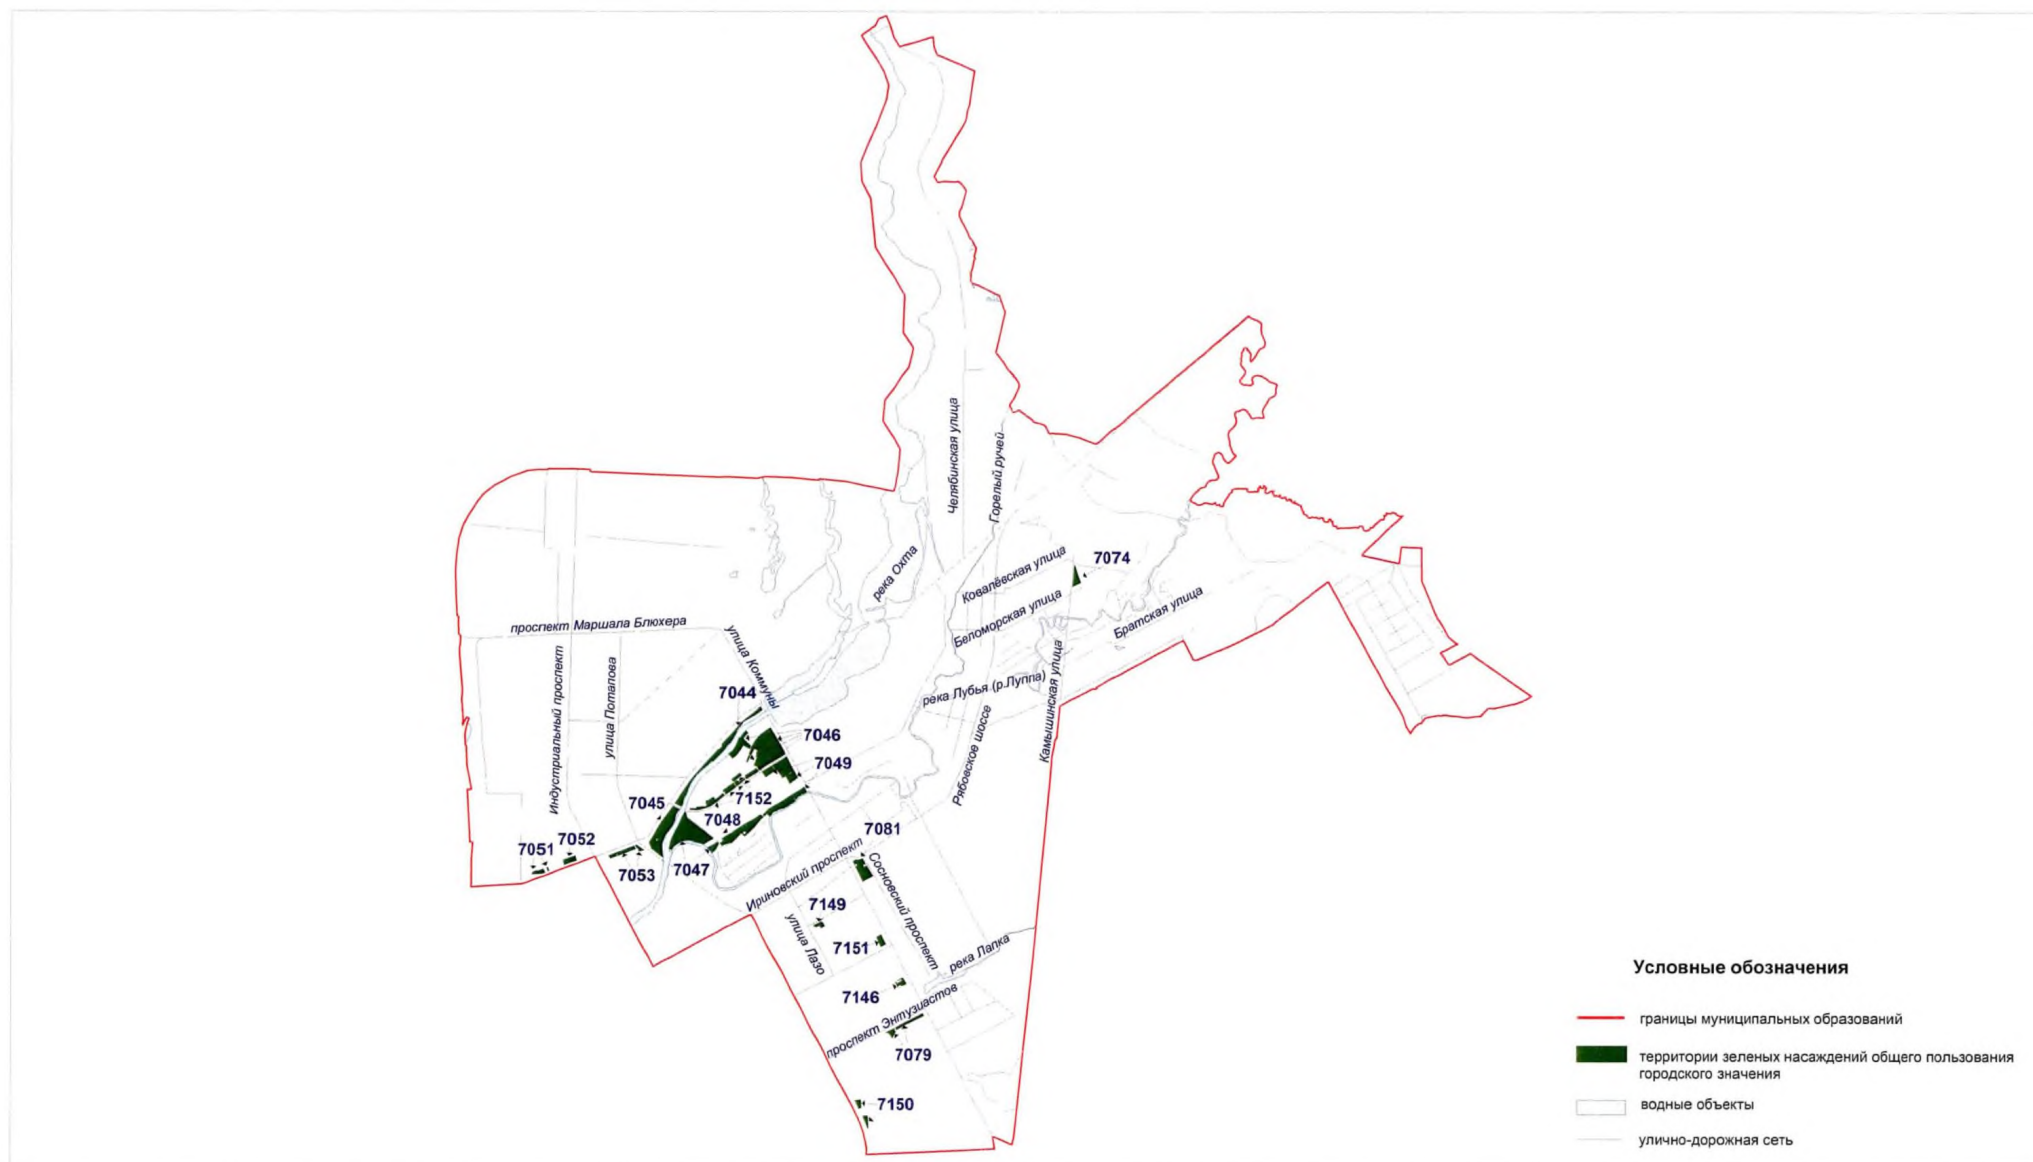 Челябинская улица
Горелый ручей
река Охта
Ковалёвская улица
7074
Беломорская улица
Братская улица
проспект Маршала Блюхера
улица Коммуны
Индустриальный проспект
улица Потапова
7044
река Лубья (р.Луппа)
Камышинская улица
Рябовское шоссе
7046
7049
7045
7152
7048
7081
7051
7052
7053
7047
Ириновский проспект
Сосновский проспект
7149
улица Лазо
7151
река Лапка
7146
проспект Энтузиастов
7079
7150
Условные обозначения
границы муниципальных образований
территории зеленых насаждений общего пользования
городского значения
водные объекты
улично-дорожная сеть